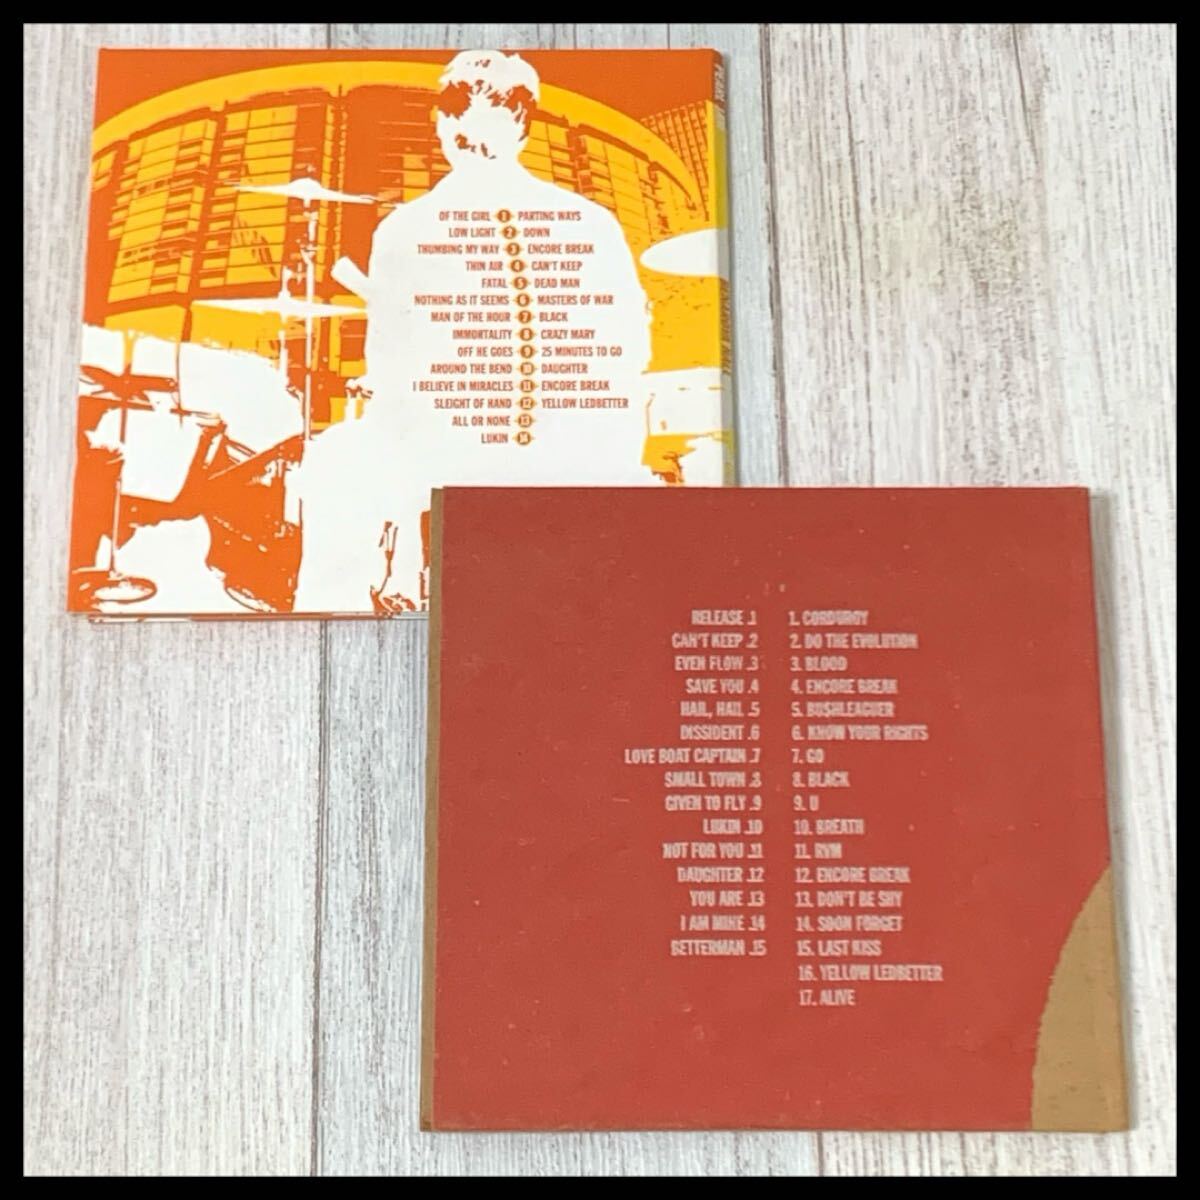 OF THE GIRL 1 PARTING WAYS
LOW LIGHT 2 DOWN
THUMBING MY WAY 3 ENCORE BREAK
THIN AIR 4 CAN'T KEEP
FATAL 5 DEAD MAN
NOTHING AS IT SEEMS 6 MASTERS OF WAR
MAN OF THE HOUR 7 BLACK
IMMORTALITY 8 CRAZY MARY
OFF HE GOES 9 25 MINUTES TO GO
AROUND THE BEND 10 DAUGHTER
I BELIEVE IN MIRACLES 11 ENCORE BREAK
SLEIGHT OF HAND 12 YELLOW LEDBETTER
ALL OR NONE 13
LUKIN 14
PEARL
RELEASE .1 1. CORDUROY
CAN'T KEEP .2 2. DO THE EVOLUTION
EVEN FLOW .3 3. BLOOD
SAVE YOU .4 4. ENCORE BREAK
HAIL, HAIL .5 5. BUSHLEAGUER
DISSIDENT .6 6. KNOW YOUR RIGHTS
LOVE BOAT CAPTAIN .7 7. GO
SMALL TOWN .8 8. BLACK
GIVEN TO FLY .9 9. U
LUKIN .10 10. BREATH
NOT FOR YOU .11 11. RVM
DAUGHTER .12 12. ENCORE BREAK
YOU ARE .13 13. DON'T BE SHY
I AM MINE .14 14. SOON FORGET
BETTERMAN .15 15. LAST KISS
16. YELLOW LEDBETTER
17. ALIVE